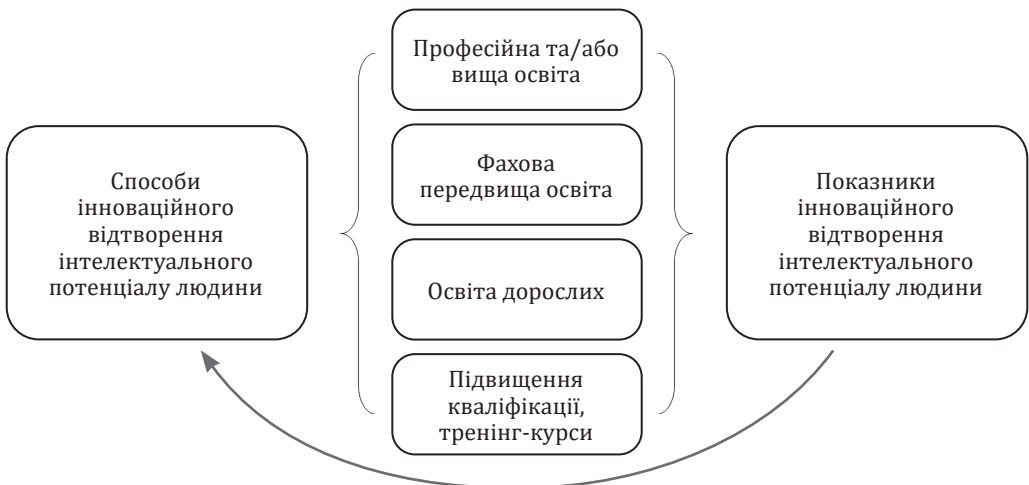 Способи
інноваційного
відтворення
інтелектуального
потенціалу людини
Професійна та/або
вища освіта
Фахова
передвища освіта
Освіта дорослих
Підвищення
кваліфікації,
тренінг-курси
Показники
інноваційного
відтворення
інтелектуального
потенціалу людини